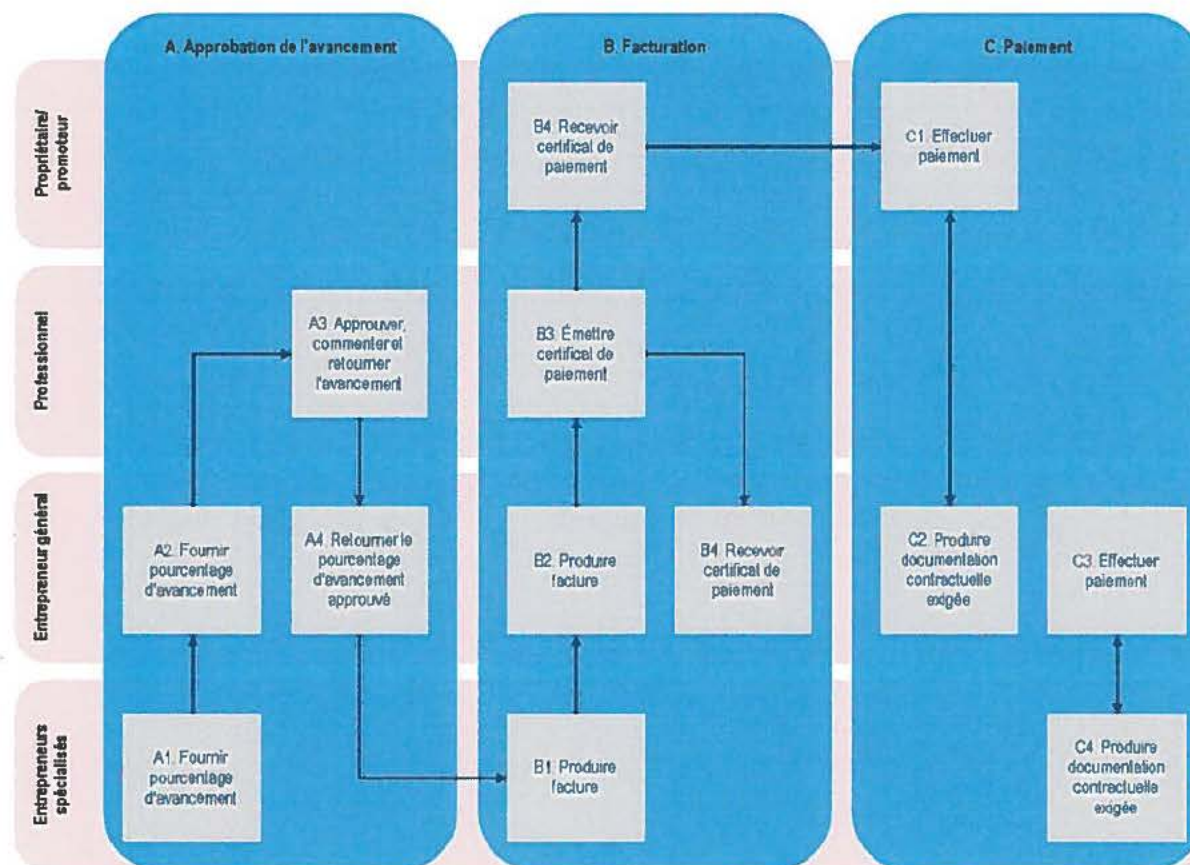 A. Approbation de l'avancement
B. Facturation
C. Paiement
Propriétaire/
promoteur
B4. Recevoir
certificat de
paiement
C1. Effectuer
paiement
Professionnel
A3. Approuver,
commenter et
retourner
l'avancement
B3. Émettre
certificat de
paiement
Entrepreneur général
A2. Fournir
pourcentage
d'avancement
A4. Retourner le
pourcentage
d'avancement
approuvé
B2. Produire
facture
B4. Recevoir
certificat de
paiement
C2. Produire
documentation
contractuelle
exigée
C3. Effectuer
paiement
Entrepreneurs
spécialisés
A1. Fournir
pourcentage
d'avancement
B1. Produire
facture
C4. Produire
documentation
contractuelle
exigée